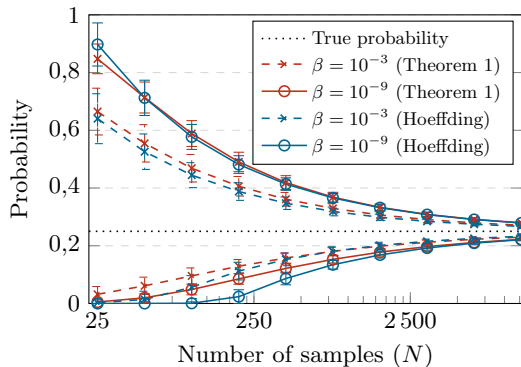 1
0,8
0,6
0,4
0,2
0
Probability
True probability
β = 10⁻³ (Theorem 1)
β = 10⁻⁹ (Theorem 1)
β = 10⁻³ (Hoeffding)
β = 10⁻⁹ (Hoeffding)
25 250 2 500
Number of samples (N)